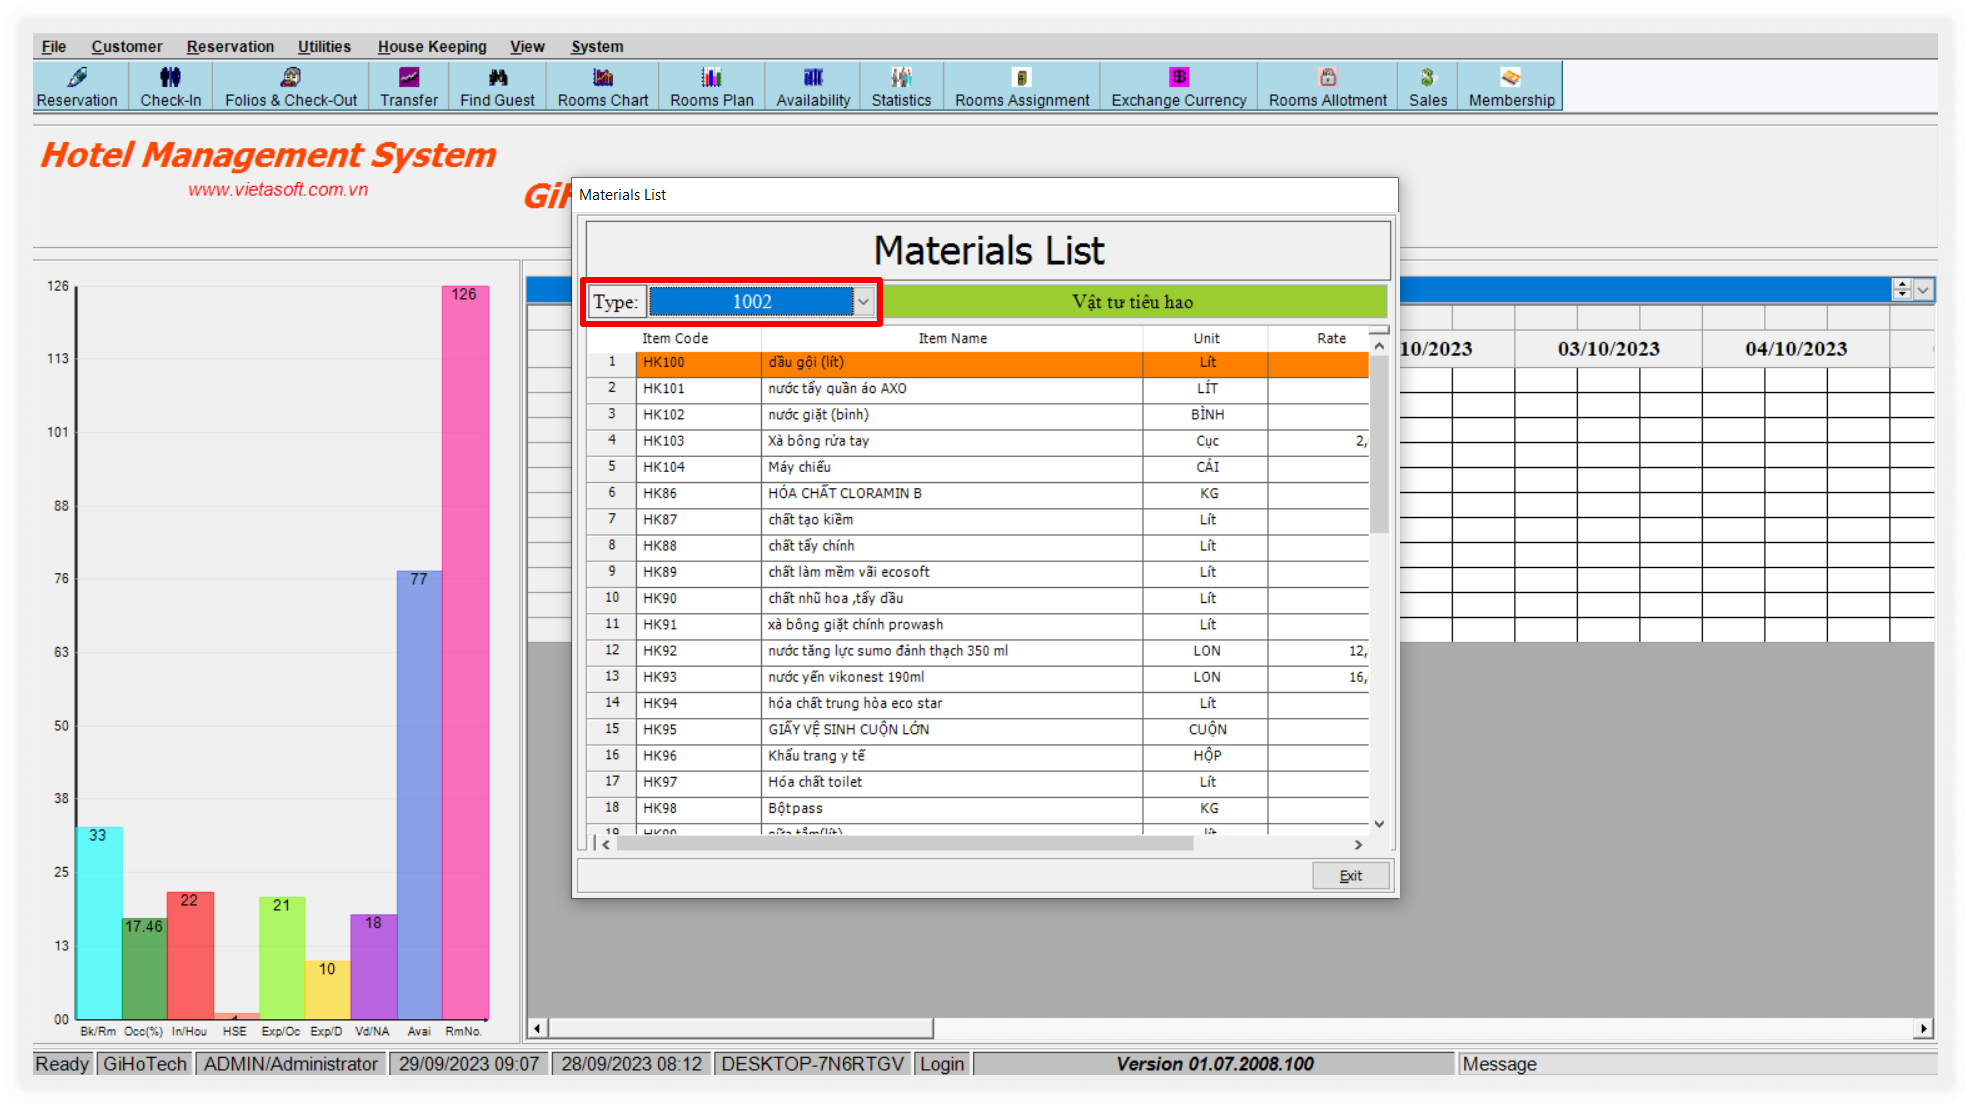 File Customer Reservation Utilities House Keeping View System
Reservation Check-In Folios & Check-Out Transfer Find Guest Rooms Chart Rooms Plan Availability Statistics Rooms Assignment Exchange Currency Rooms Allotment Sales Membership
Hotel Management System
www.vietasoft.com.vn
Materials List
Materials List
Type: 1002 Vật tư tiêu hao
Item Code Item Name Unit Rate
1 HK100 dầu gội (lít) Lít
2 HK101 nước tẩy quần áo AXO LÍT
3 HK102 nước giặt (bình) BÌNH
4 HK103 Xà bông rửa tay Cục 2,
5 HK104 Máy chiếu CÁI
6 HK86 HÓA CHẤT CLORAMIN B KG
7 HK87 chất tạo kiềm Lít
8 HK88 chất tẩy chính Lít
9 HK89 chất làm mềm vãi ecosoft Lít
10 HK90 chất nhũ hoa ,tẩy dầu Lít
11 HK91 xà bông giặt chính prowash Lít
12 HK92 nước tăng lực sumo đảnh thạch 350 ml LON 12,
13 HK93 nước yến vikonest 190ml LON 16,
14 HK94 hóa chất trung hòa eco star Lít
15 HK95 GIẤY VỆ SINH CUỘN LỚN CUỘN
16 HK96 Khẩu trang y tế HỘP
17 HK97 Hóa chất toilet Lít
18 HK98 Bộtpass KG
19 HK99 sữa tắm(lít) lít
Exit
10/2023 03/10/2023 04/10/2023
126
113
101
88
76
63
50
38
25
13
00
33
17.46
22
21
10
18
77
126
Bk/Rm Occ(%) In/Hou HSE Exp/Oc Exp/D Vd/NA Avai RmNo.
Ready GiHoTech ADMIN/Administrator 29/09/2023 09:07 28/09/2023 08:12 DESKTOP-7N6RTGV Login Version 01.07.2008.100 Message